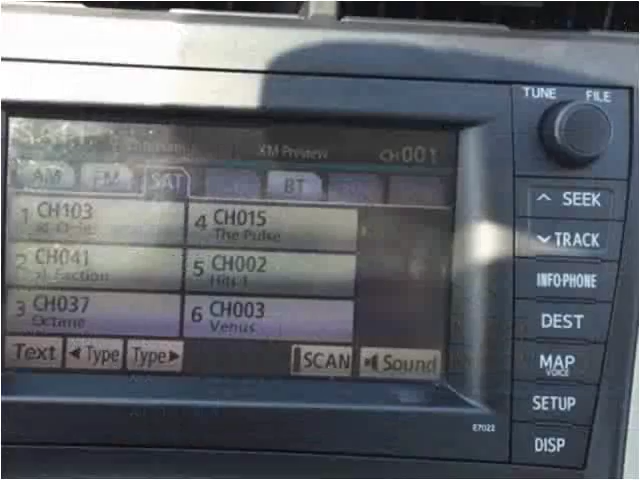 TUNE FILE
XM Preview CH001
AM FM SAT BT
1 CH103
4 CH015
The Pulse
2 CH041
5 CH002
Hits 1
3 CH037
Octane
6 CH003
Venus
Text ◄Type Type► SCAN Sound
SEEK
TRACK
INFO·PHONE
DEST
MAP
VOICE
SETUP
DISP
E7022